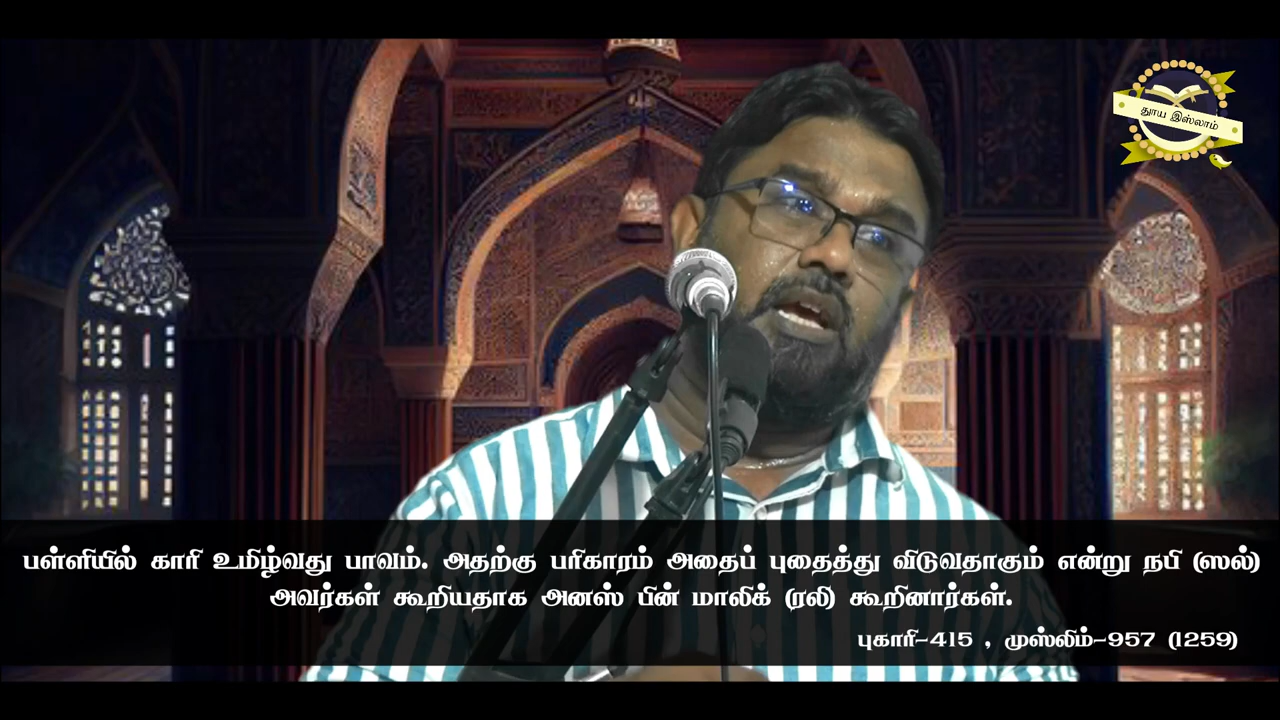 தூய இஸ்லாம்
பள்ளியில் காரி உமிழ்வது பாவம். அதற்கு பரிகாரம் அதைப் புதைத்து விடுவதாகும் என்று நபி (ஸல்)
அவர்கள் கூறியதாக அனஸ் பின் மாலிக் (ரலி) கூறினார்கள்.
புகாரி-415 , முஸ்லிம்-957 (1259)